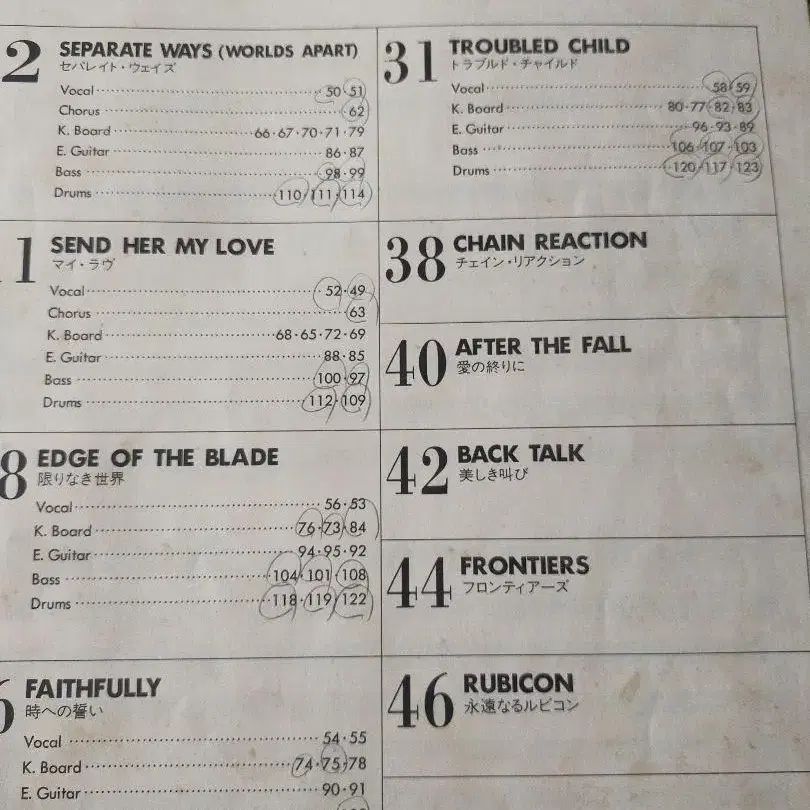 2 SEPARATE WAYS (WORLDS APART)
セパレイト・ウェイズ
Vocal 50・51
Chorus 62
K. Board 66・67・70・71・79
E. Guitar 86・87
Bass 98・99
Drums 110・111・114
1 SEND HER MY LOVE
マイ・ラヴ
Vocal 52・49
Chorus 63
K. Board 68・65・72・69
E. Guitar 88・85
Bass 100・97
Drums 112・109
8 EDGE OF THE BLADE
限りなき世界
Vocal 56・53
K. Board 76・73・84
E. Guitar 94・95・92
Bass 104・101・108
Drums 118・119・122
6 FAITHFULLY
時への誓い
Vocal 54・55
K. Board 74・75・78
E. Guitar 90・91
31 TROUBLED CHILD
トラブルド・チャイルド
Vocal 58・59
K. Board 80・77・82・83
E. Guitar 96・93・89
Bass 106・107・103
Drums 120・117・123
38 CHAIN REACTION
チェイン・リアクション
40 AFTER THE FALL
愛の終りに
42 BACK TALK
美しき叫び
44 FRONTIERS
フロンティアーズ
46 RUBICON
永遠なるルビコン